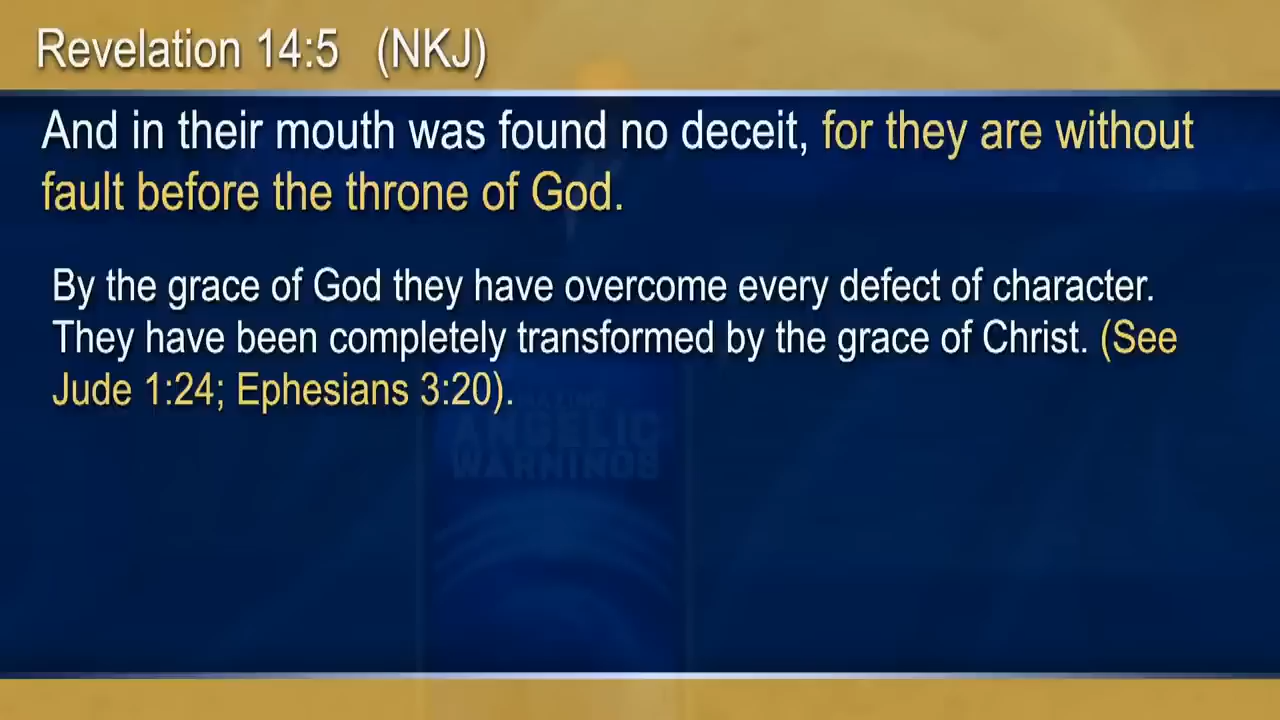 Revelation 14:5 (NKJ)
And in their mouth was found no deceit, for they are without
fault before the throne of God.
By the grace of God they have overcome every defect of character.
They have been completely transformed by the grace of Christ. (See
Jude 1:24; Ephesians 3:20).
ANGELIC
WARNINGS